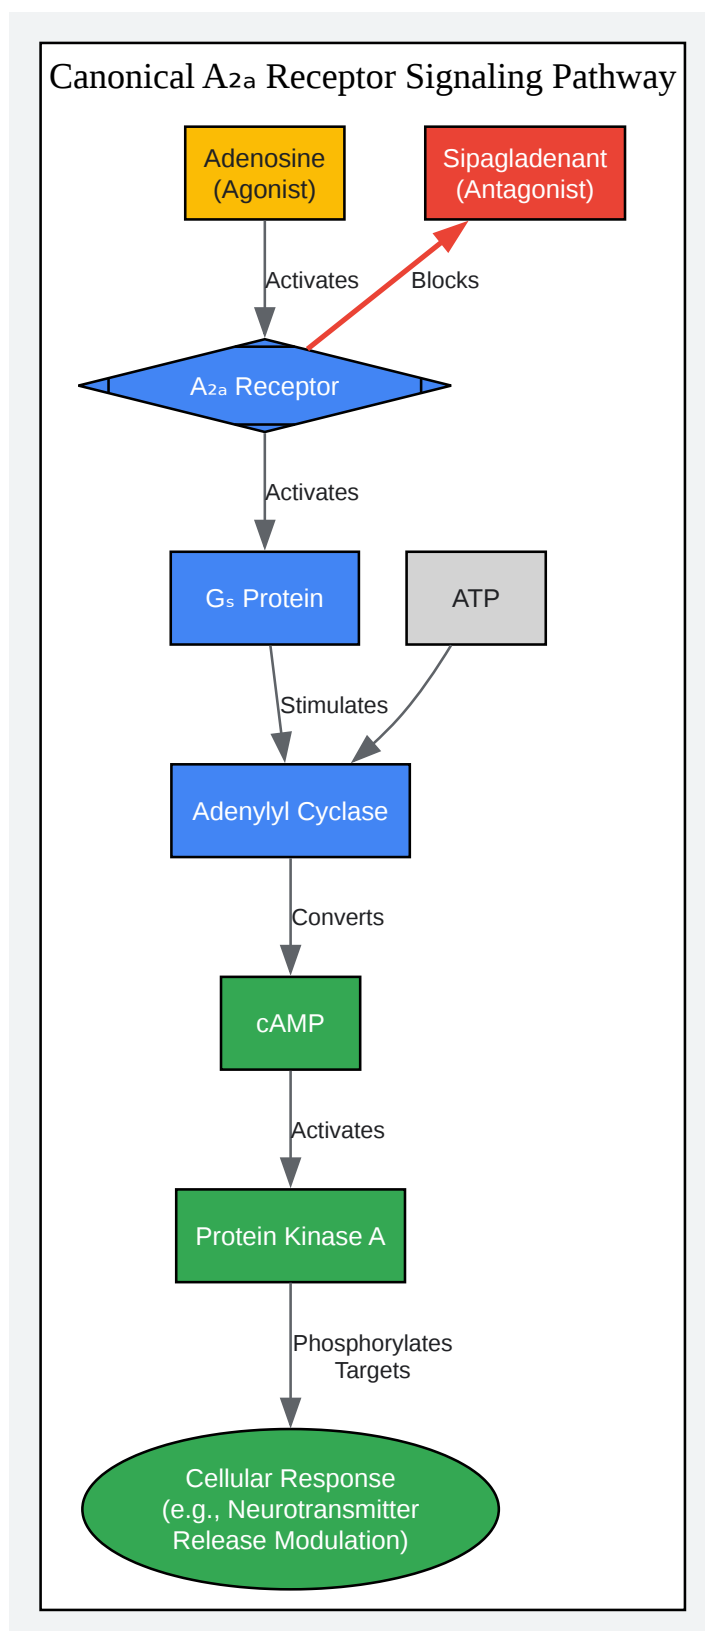 Canonical A₂ₐ Receptor Signaling Pathway
Adenosine
(Agonist)
Sipagladenant
(Antagonist)
Activates
Blocks
A₂ₐ Receptor
Activates
Gₛ Protein
ATP
Stimulates
Adenylyl Cyclase
Converts
cAMP
Activates
Protein Kinase A
Phosphorylates
Targets
Cellular Response
(e.g., Neurotransmitter
Release Modulation)